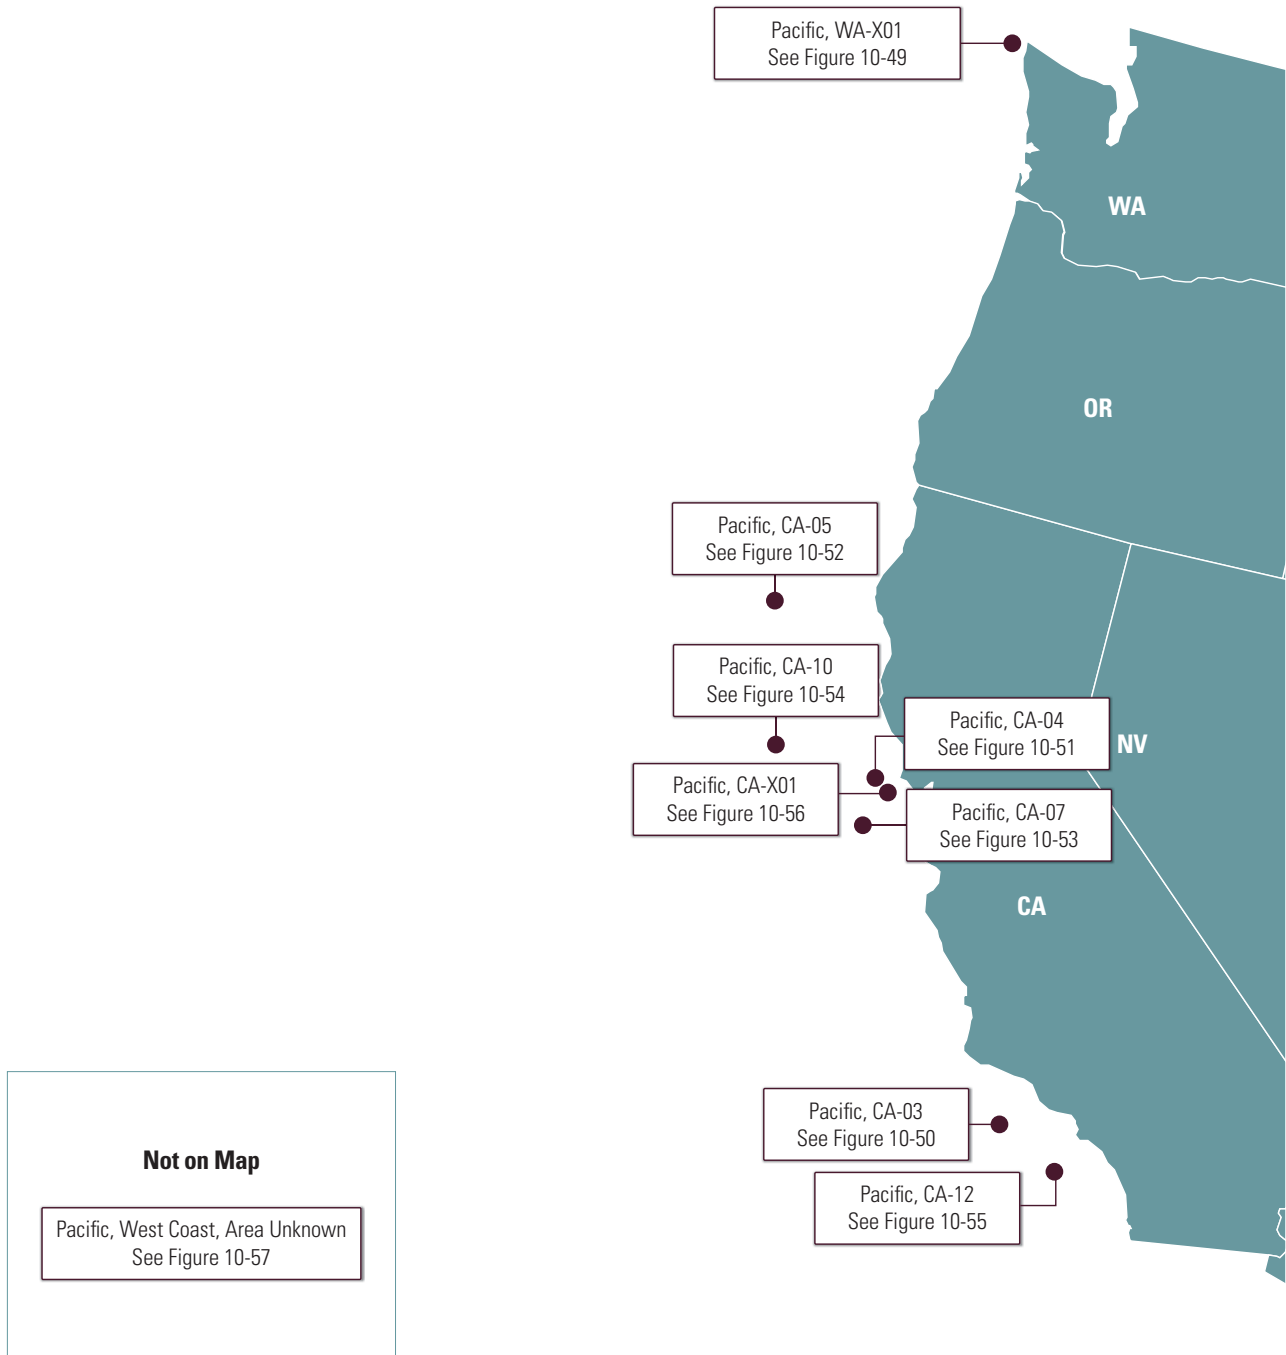 Pacific, WA-X01
See Figure 10-49
WA
OR
Pacific, CA-05
See Figure 10-52
Pacific, CA-10
See Figure 10-54
Pacific, CA-04
See Figure 10-51
NV
Pacific, CA-X01
See Figure 10-56
Pacific, CA-07
See Figure 10-53
CA
Pacific, CA-03
See Figure 10-50
Not on Map
Pacific, CA-12
See Figure 10-55
Pacific, West Coast, Area Unknown
See Figure 10-57